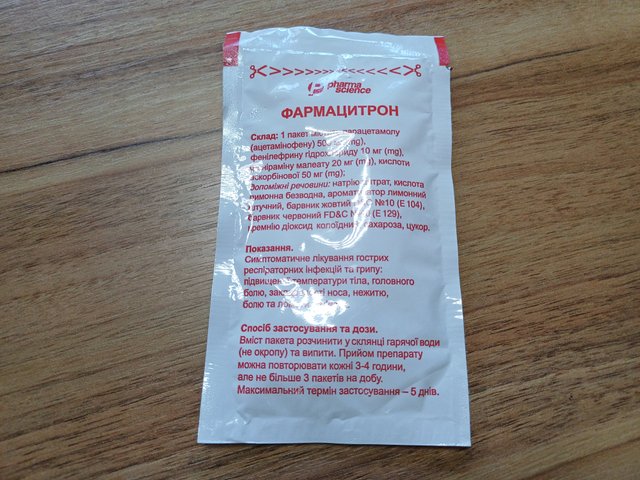 pharma
science
ФАРМАЦИТРОН
Склад: 1 пакет парацетамолу
(ацетамінофену) 500
фенілефрину гідрохлориду 10 мг (mg),
феніраміну малеату 20 мг (mg), кислоти
аскорбінової 50 мг (mg);
Допоміжні речовини: натрію цитрат, кислота
лимонна безводна, ароматизатор лимонний
штучний, барвник жовтий №10 (Е 104),
барвник червоний FD&C (Е 129),
кремнію діоксид колоїдний, сахароза, цукор.
Показання.
Симптоматичне лікування гострих
респіраторних інфекцій та грипу:
підвищеної температури тіла, головного
болю, закладеності носа, нежитю,
болю та
Спосіб застосування та дози.
Вміст пакета розчинити у склянці гарячої води
(не окропу) та випити. Прийом препарату
можна повторювати кожні 3-4 години,
але не більше 3 пакетів на добу.
Максимальний термін застосування – 5 днів.